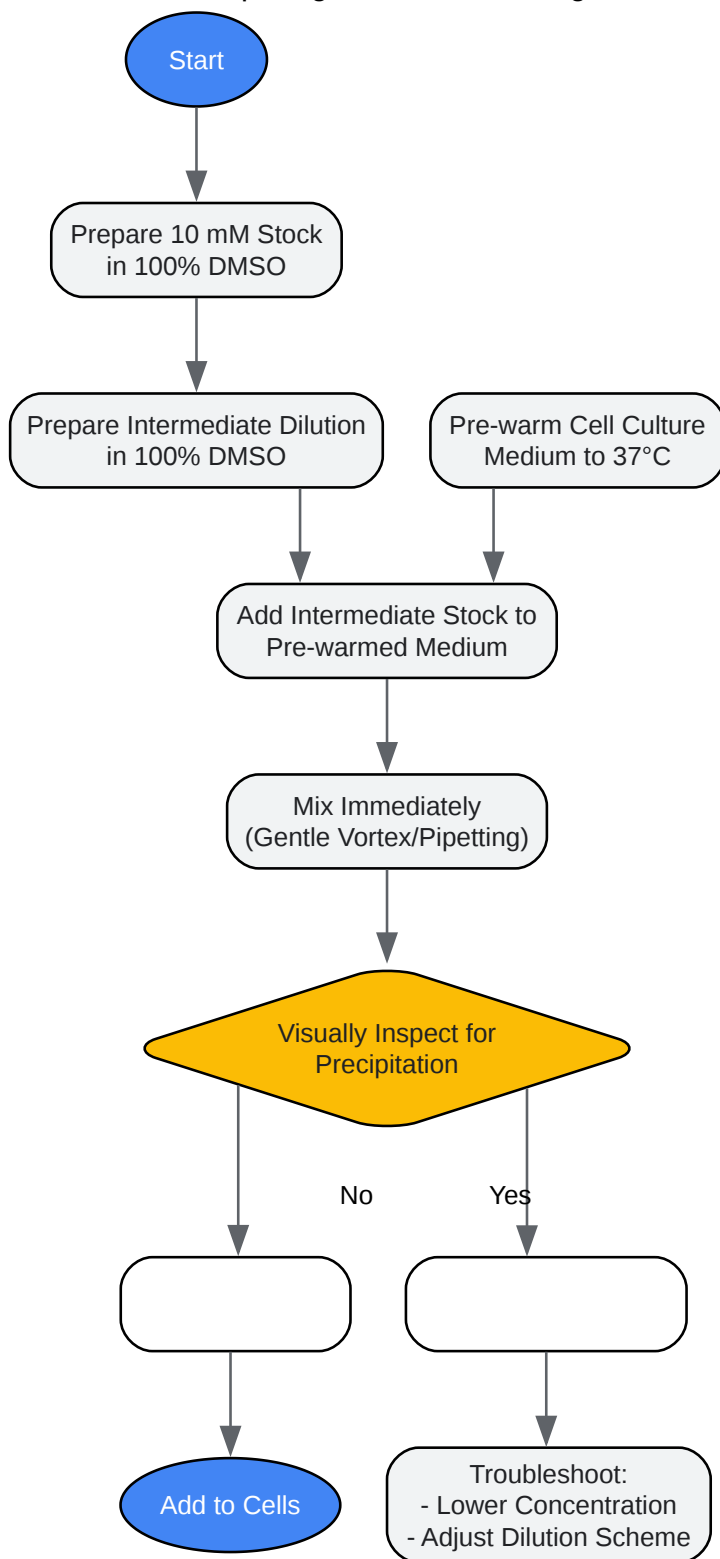 Start
Prepare 10 mM Stock
in 100% DMSO
Prepare Intermediate Dilution
in 100% DMSO
Pre-warm Cell Culture
Medium to 37°C
Add Intermediate Stock to
Pre-warmed Medium
Mix Immediately
(Gentle Vortex/Pipetting)
Visually Inspect for
Precipitation
No
Yes
Add to Cells
Troubleshoot:
- Lower Concentration
- Adjust Dilution Scheme